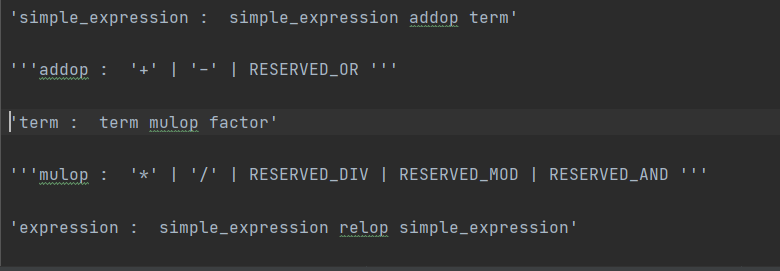 'simple_expression :  simple_expression addop term'
'''addop :  '+' | '-' | RESERVED_OR '''
'term :  term mulop factor'
'''mulop :  '*' | '/' | RESERVED_DIV | RESERVED_MOD | RESERVED_AND '''
'expression :  simple_expression relop simple_expression'